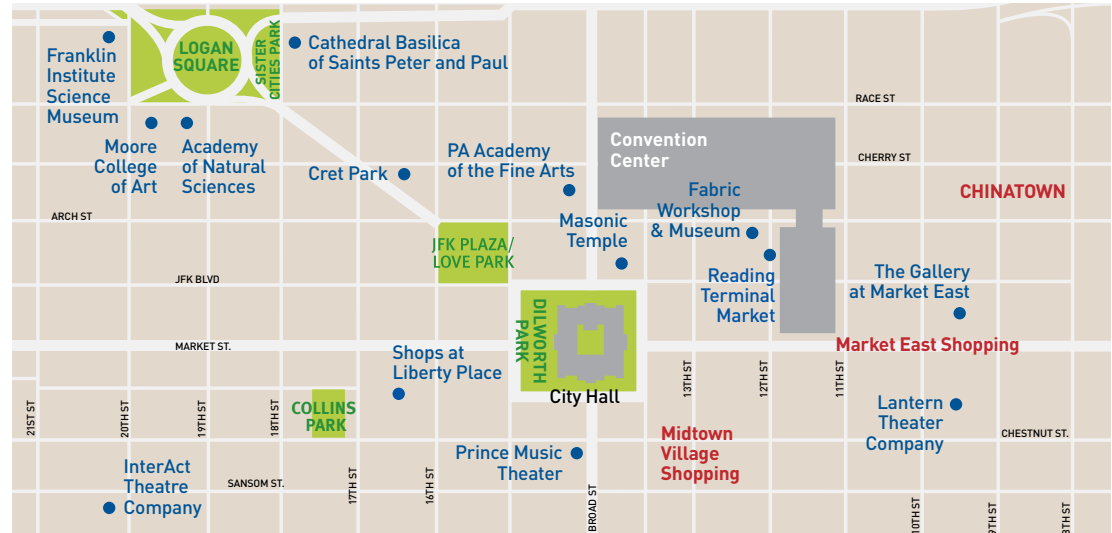 LOGAN
SQUARE
SISTER
CITIES PARK
Franklin
Institute
Science
Museum
Cathedral Basilica
of Saints Peter and Paul
RACE ST
Moore
College
of Art
Academy
of Natural
Sciences
Cret Park
PA Academy
of the Fine Arts
Convention
Center
CHERRY ST
CHINATOWN
Fabric
Workshop
& Museum
ARCH ST
Masonic
Temple
JFK PLAZA/
LOVE PARK
Reading
Terminal
Market
The Gallery
at Market East
JFK BLVD
DILWORTH
PARK
MARKET ST.
Market East Shopping
Shops at
Liberty Place
City Hall
21ST ST
20TH ST
19TH ST
18TH ST
COLLINS
PARK
13TH ST
12TH ST
11TH ST
Lantern
Theater
Company
CHESTNUT ST.
Midtown
Village
Shopping
Prince Music
Theater
InterAct
Theatre
Company
SANSOM ST.
17TH ST
16TH ST
BROAD ST
10TH ST
9TH ST
8TH ST